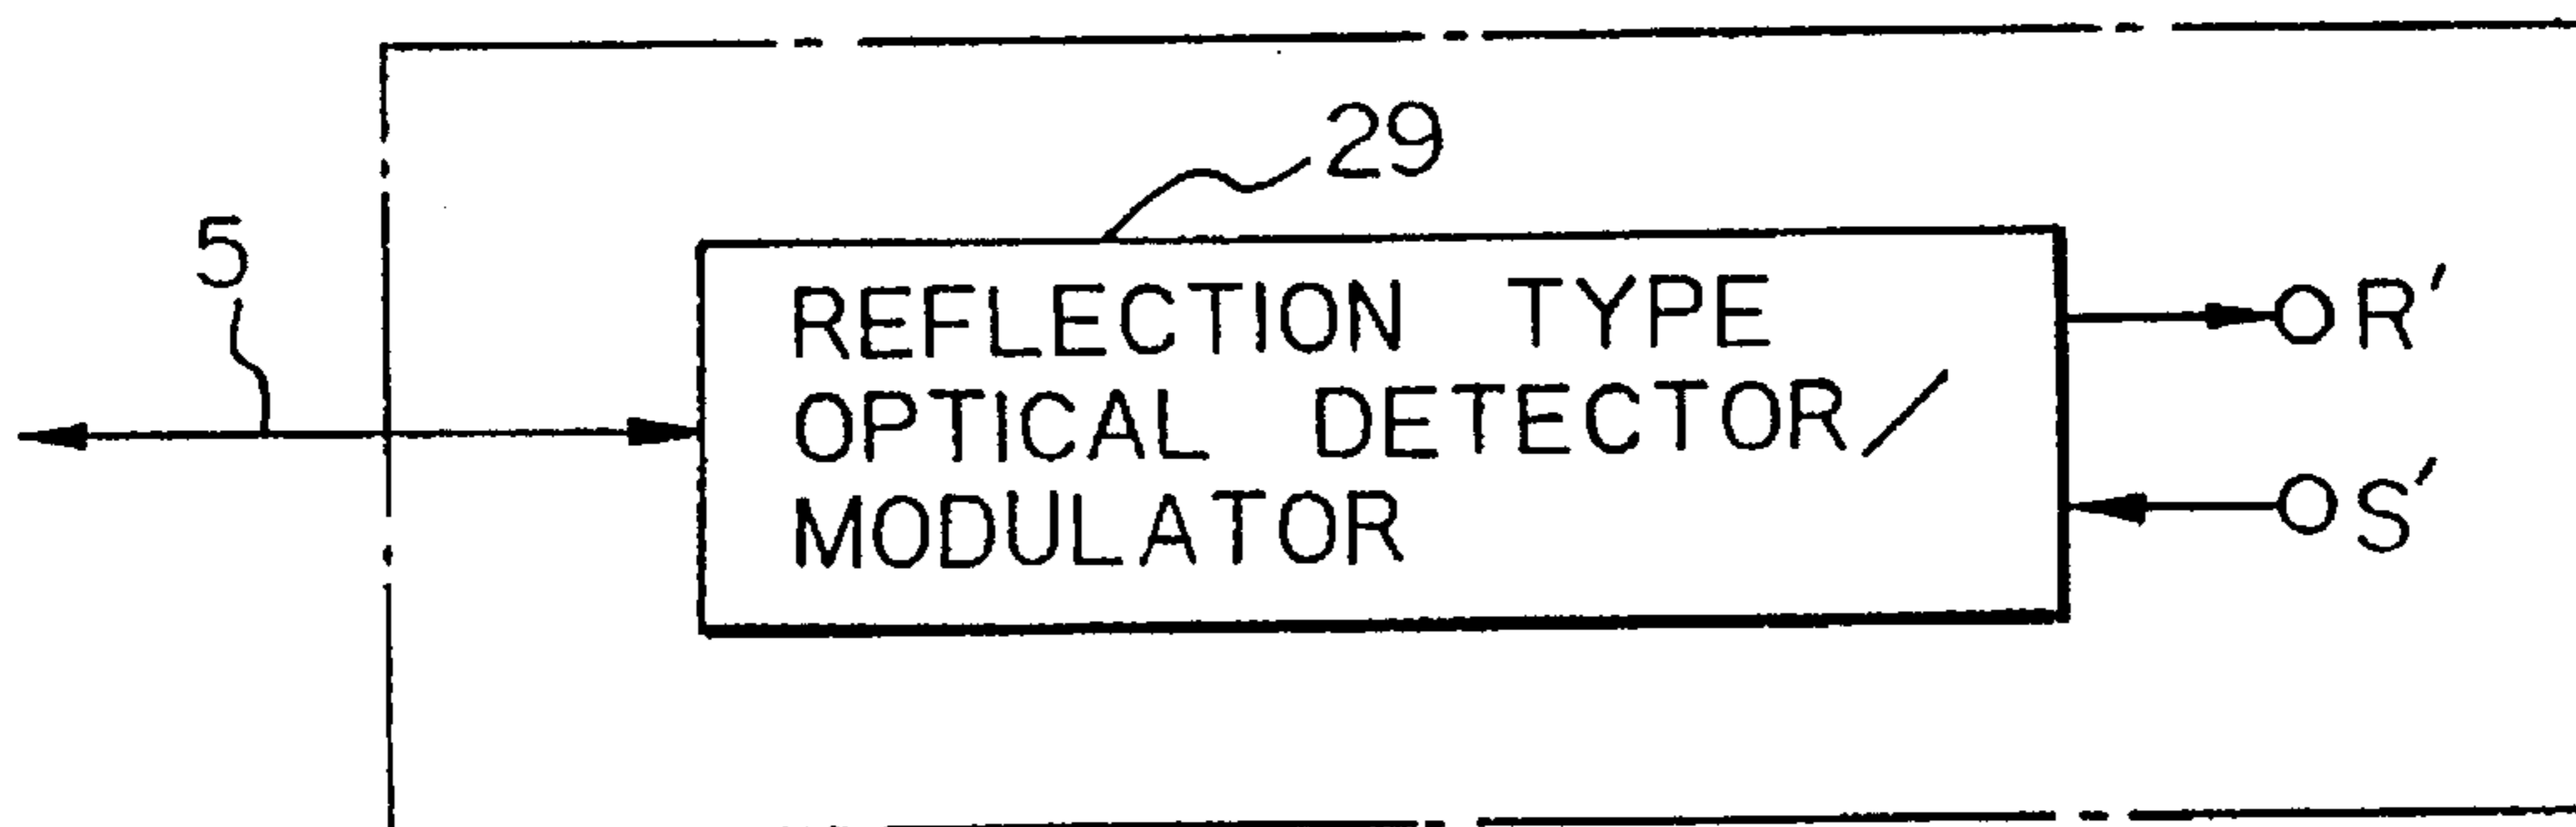 29
5
REFLECTION TYPE
OPTICAL DETECTOR/
MODULATOR
R'
S'